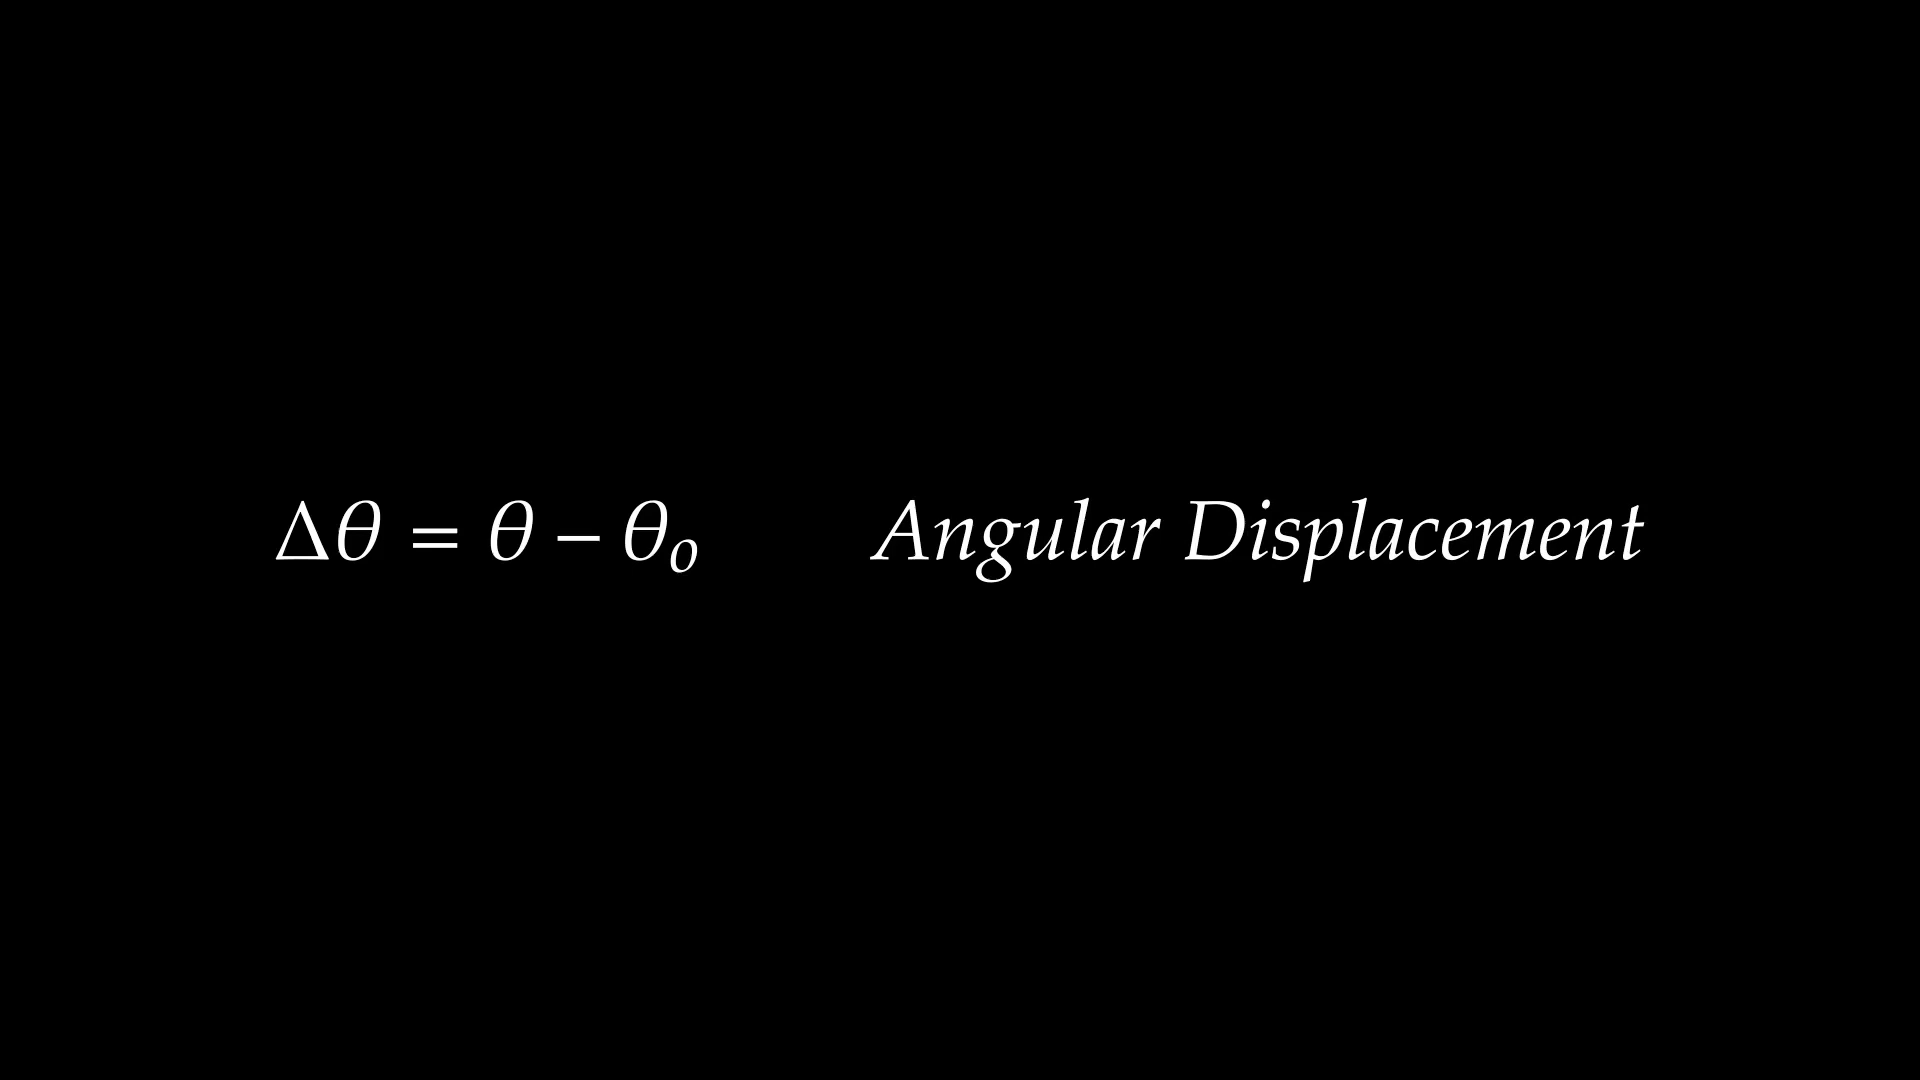 Δθ = θ – θₒ Angular Displacement